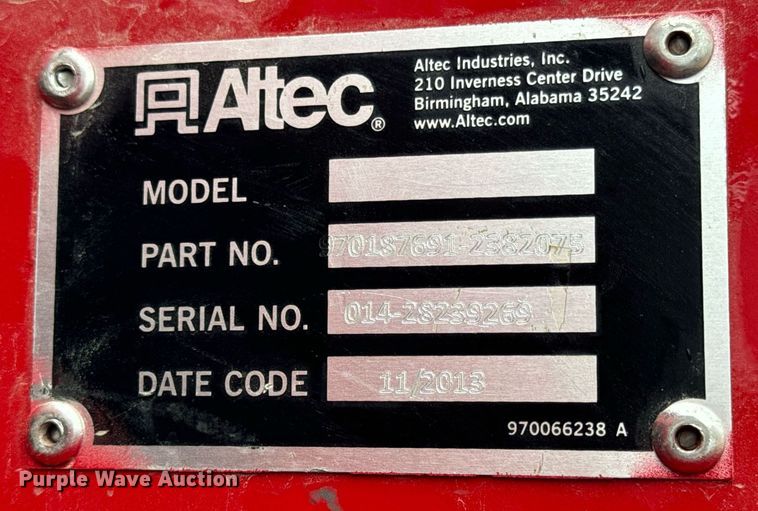 Altec®
Altec Industries, Inc.
210 Inverness Center Drive
Birmingham, Alabama 35242
www.Altec.com
MODEL
PART NO. 970187691-2382075
SERIAL NO. 014-28239269
DATE CODE 11/2013
970066238 A
Purple Wave Auction